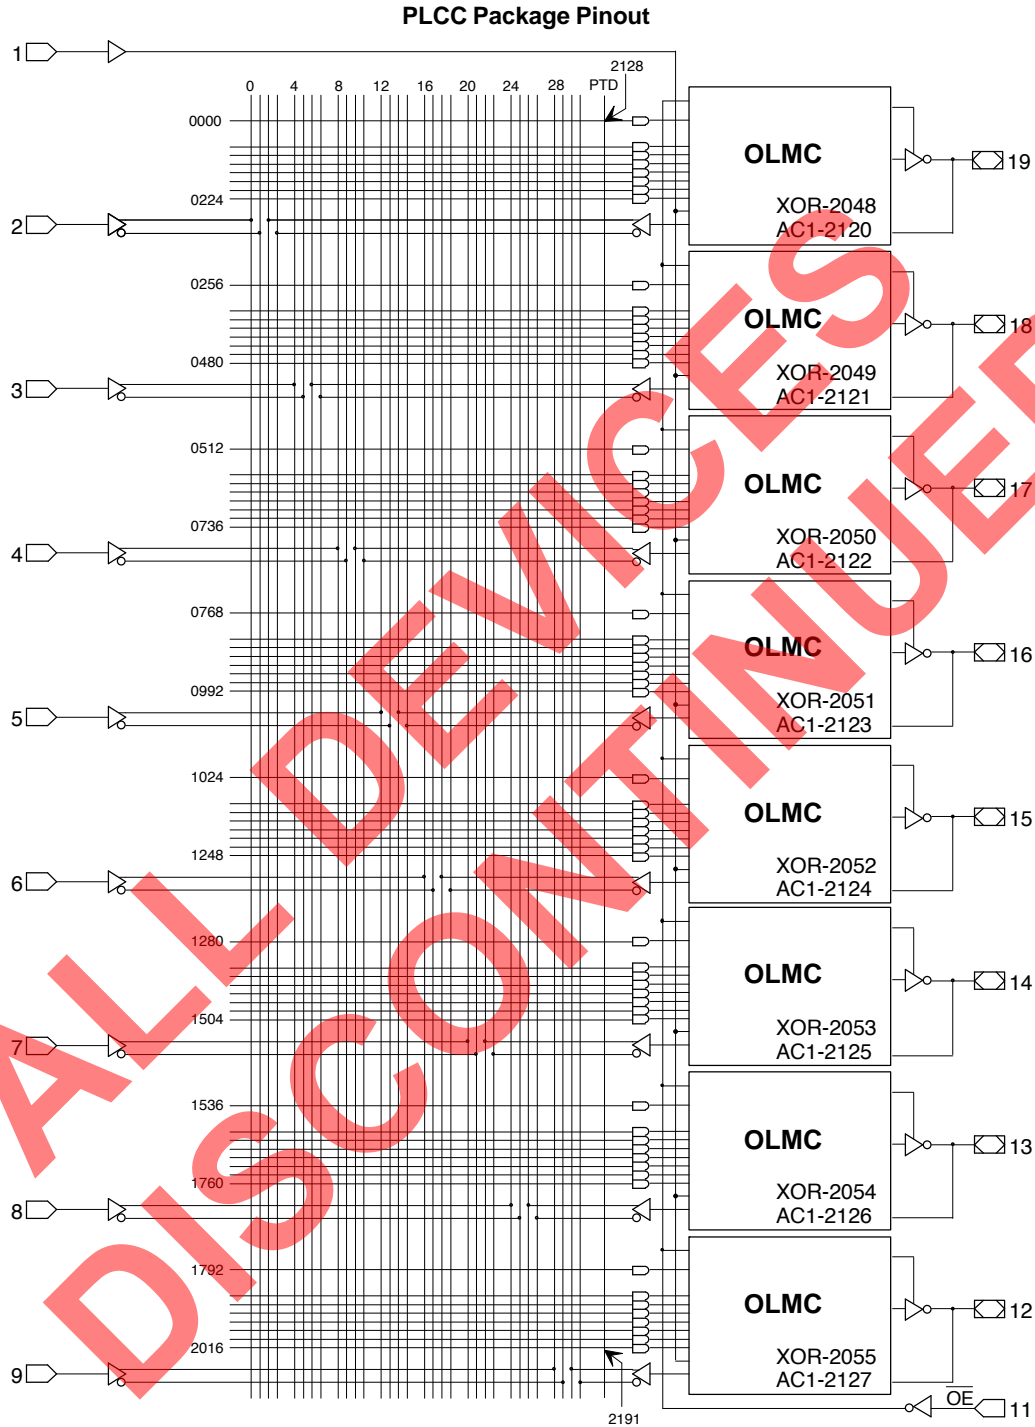 PLCC Package Pinout
1
2128
0 4 8 12 16 20 24 28 PTD
0000
OLMC
19
0224
XOR-2048
AC1-2120
2
0256
OLMC
18
0480
XOR-2049
AC1-2121
3
0512
OLMC
17
0736
XOR-2050
AC1-2122
4
0768
OLMC
16
0992
XOR-2051
AC1-2123
5
1024
OLMC
15
1248
XOR-2052
AC1-2124
6
1280
OLMC
14
1504
XOR-2053
AC1-2125
7
1536
OLMC
13
1760
XOR-2054
AC1-2126
8
1792
OLMC
12
2016
XOR-2055
AC1-2127
9
OE
11
2191
ALL DEVICES
DISCONTINUED